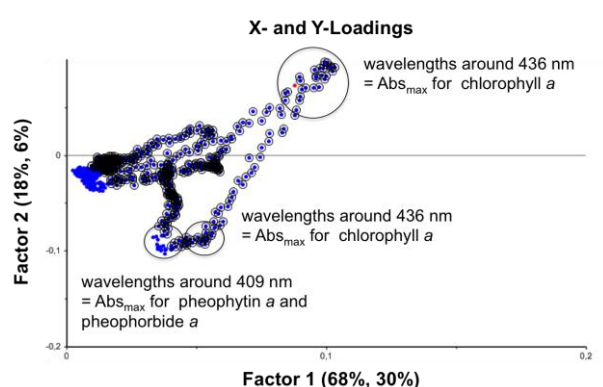 X- and Y-Loadings
wavelengths around 436 nm
= Absmax for chlorophyll a
0
Factor 2 (18%, 6%)
wavelengths around 436 nm
= Absmax for chlorophyll a
-0,1
wavelengths around 409 nm
= Absmax for pheophytin a and
pheophorbide a
-0,2
0
0,1
0,2
Factor 1 (68%, 30%)